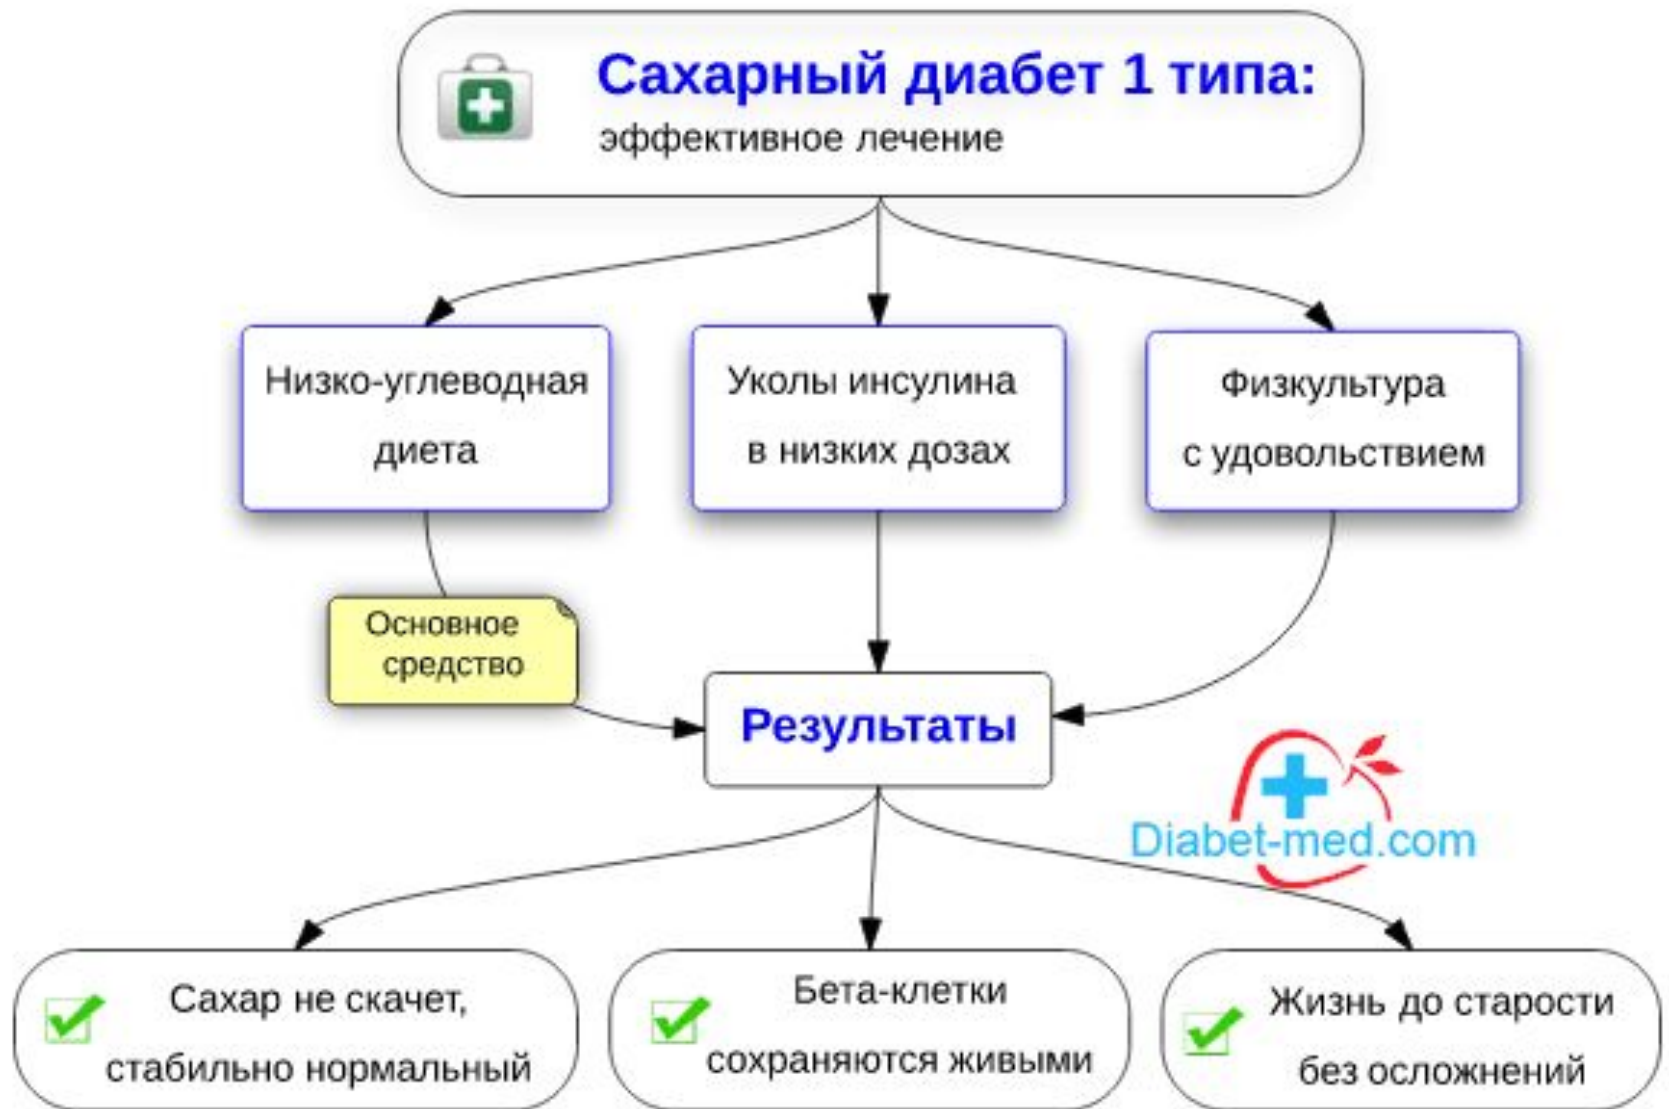 Сахарный диабет 1 типа:
эффективное лечение
Низко-углеводная
диета
Уколы инсулина
в низких дозах
Физкультура
с удовольствием
Основное
средство
Результаты
Diabet-med.com
Сахар не скачет,
стабильно нормальный
Бета-клетки
сохраняются живыми
Жизнь до старости
без осложнений